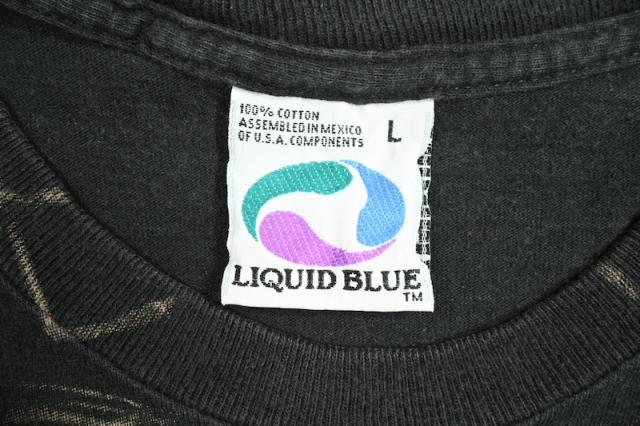 100% COTTON
ASSEMBLED IN MEXICO
OF U.S.A. COMPONENTS
L
LIQUID BLUE
TM